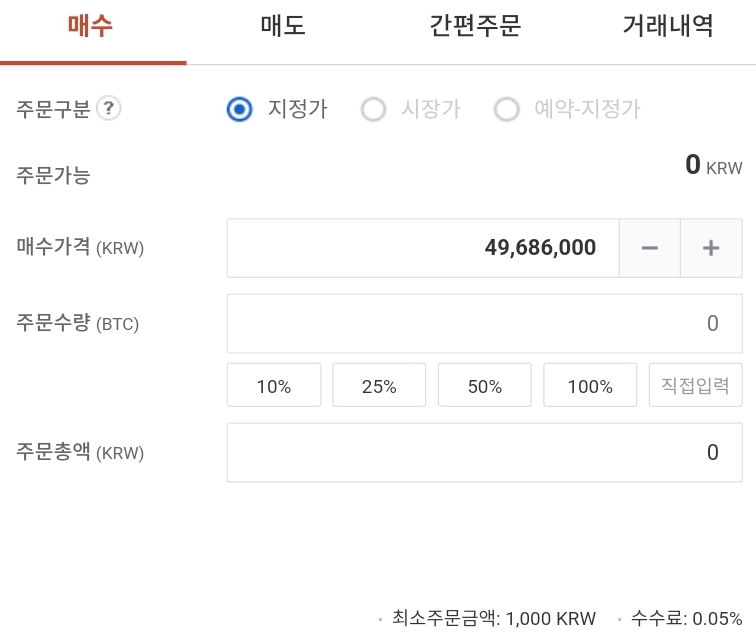 매수 매도 간편주문 거래내역
주문구분 ? 지정가 시장가 예약-지정가
주문가능 0 KRW
매수가격 (KRW) 49,686,000 − +
주문수량 (BTC) 0
10% 25% 50% 100% 직접입력
주문총액 (KRW) 0
· 최소주문금액: 1,000 KRW · 수수료: 0.05%